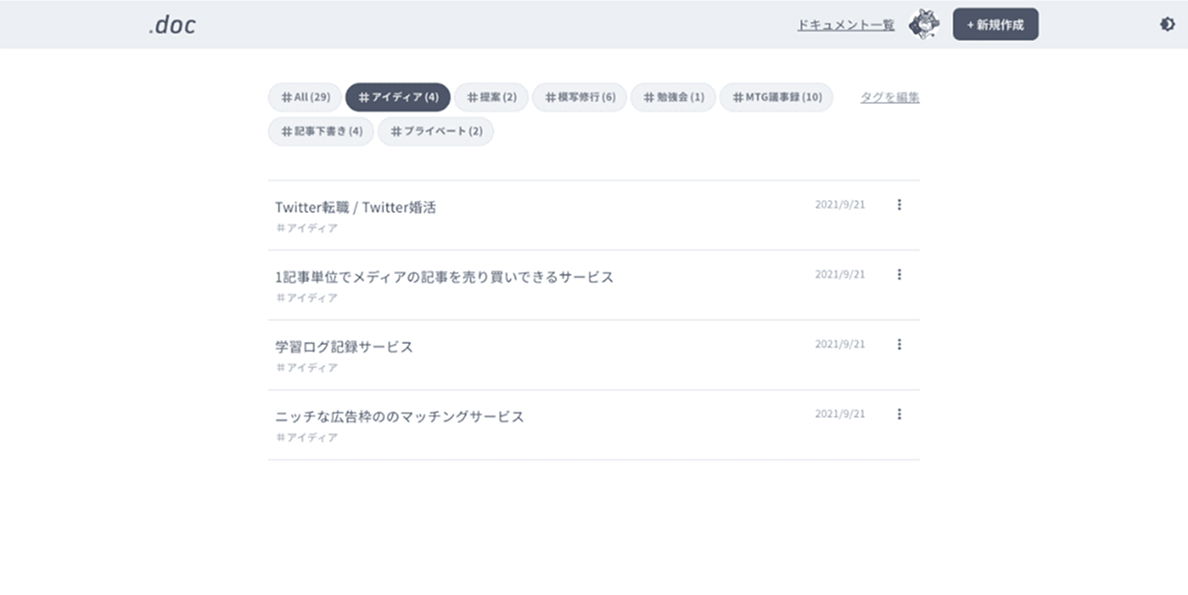 .doc
ドキュメント一覧
+ 新規作成
#All (29) #アイディア (4) #提案 (2) #模写修行 (6) #勉強会 (1) #MTG議事録 (10) タグを編集
#記事下書き (4) #プライベート (2)
Twitter転職 / Twitter婚活 2021/9/21
#アイディア
1記事単位でメディアの記事を売り買いできるサービス 2021/9/21
#アイディア
学習ログ記録サービス 2021/9/21
#アイディア
ニッチな広告枠ののマッチングサービス 2021/9/21
#アイディア